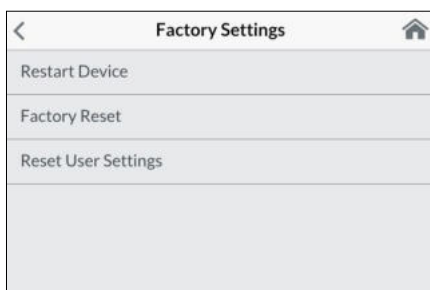 Factory Settings
Restart Device
Factory Reset
Reset User Settings